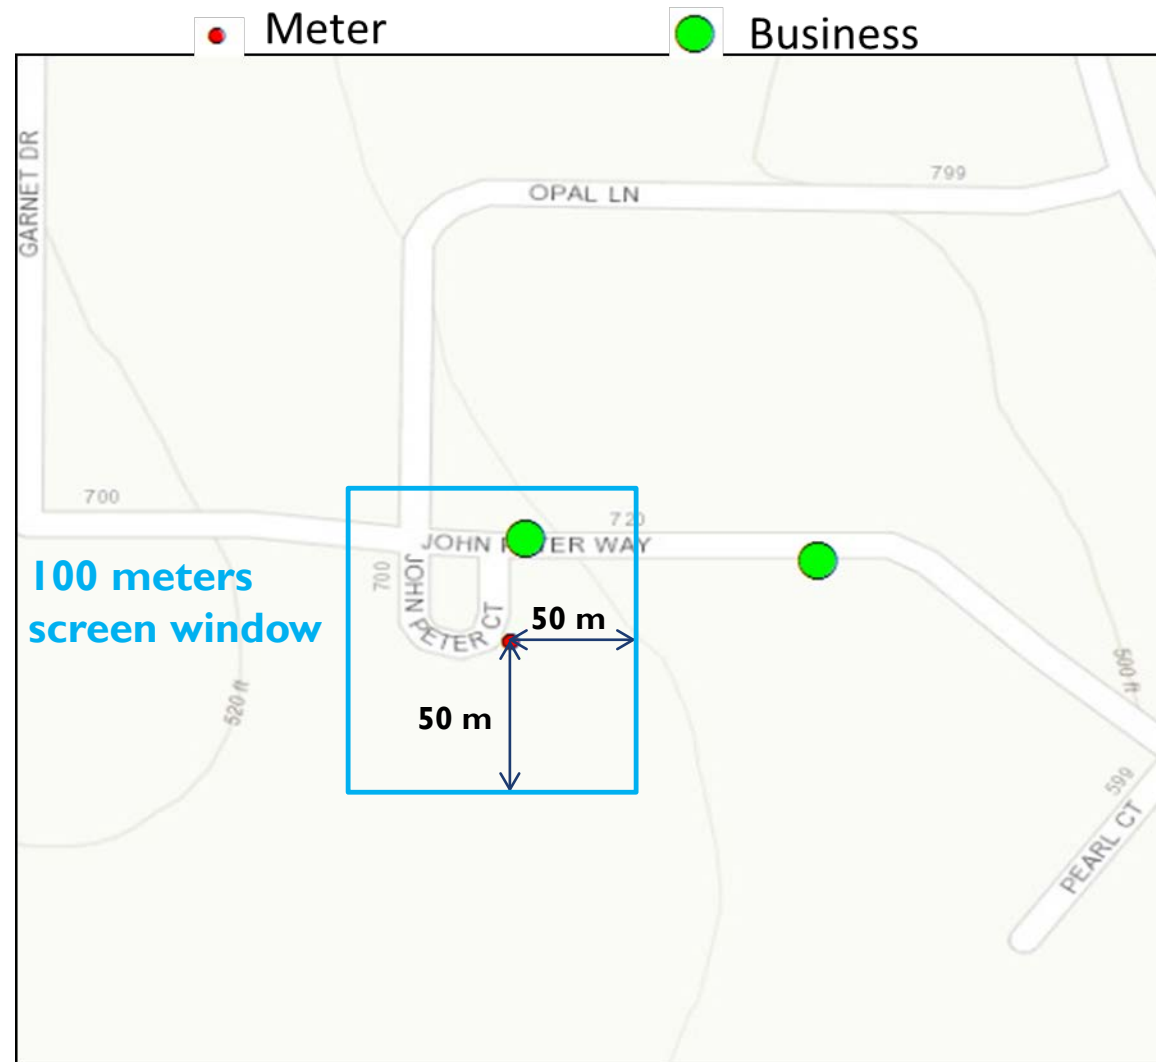 Meter
Business
GARNET DR
799
OPAL LN
700
720
JOHN PETER WAY
100 meters
screen window
700
JOHN PETER CT
50 m
50 m
520 ft
500 ft
599
PEARL CT